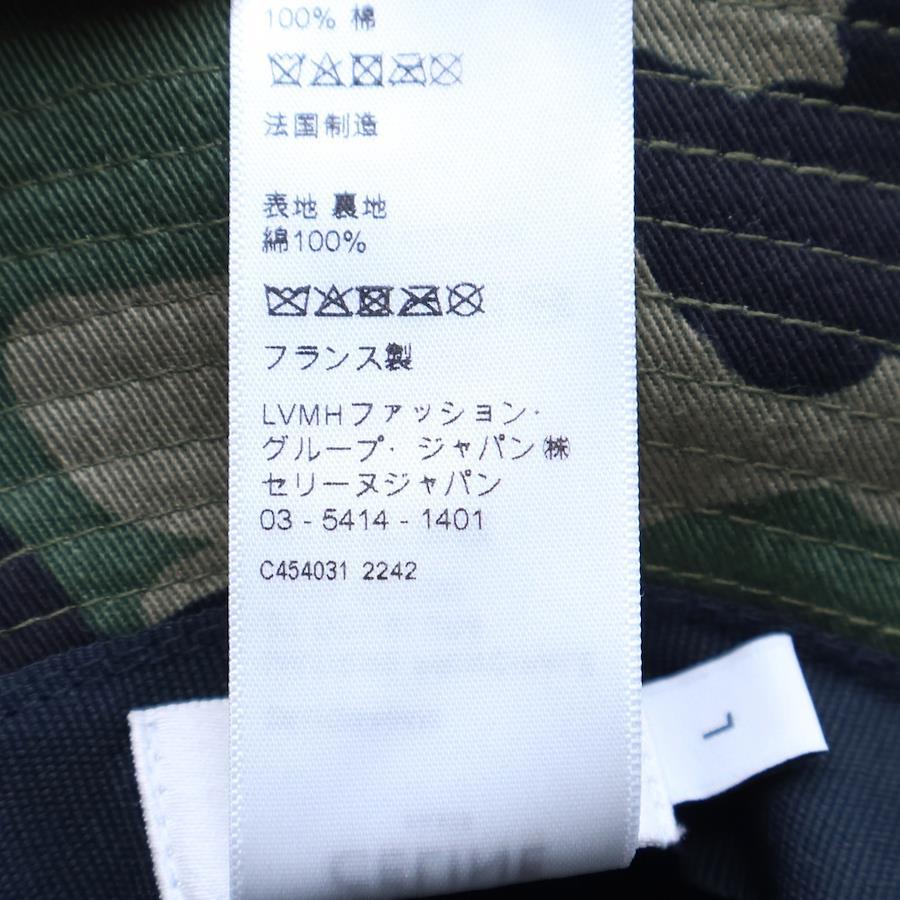 100% 棉
法国制造
表地 裏地
綿100%
フランス製
LVMHファッション·
グループ· ジャパン㈱
セリーヌジャパン
03 - 5414 - 1401
C454031 2242
L